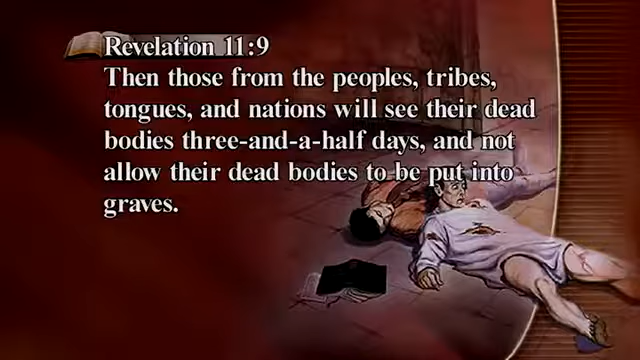 Revelation 11:9
Then those from the peoples, tribes,
tongues, and nations will see their dead
bodies three-and-a-half days, and not
allow their dead bodies to be put into
graves.